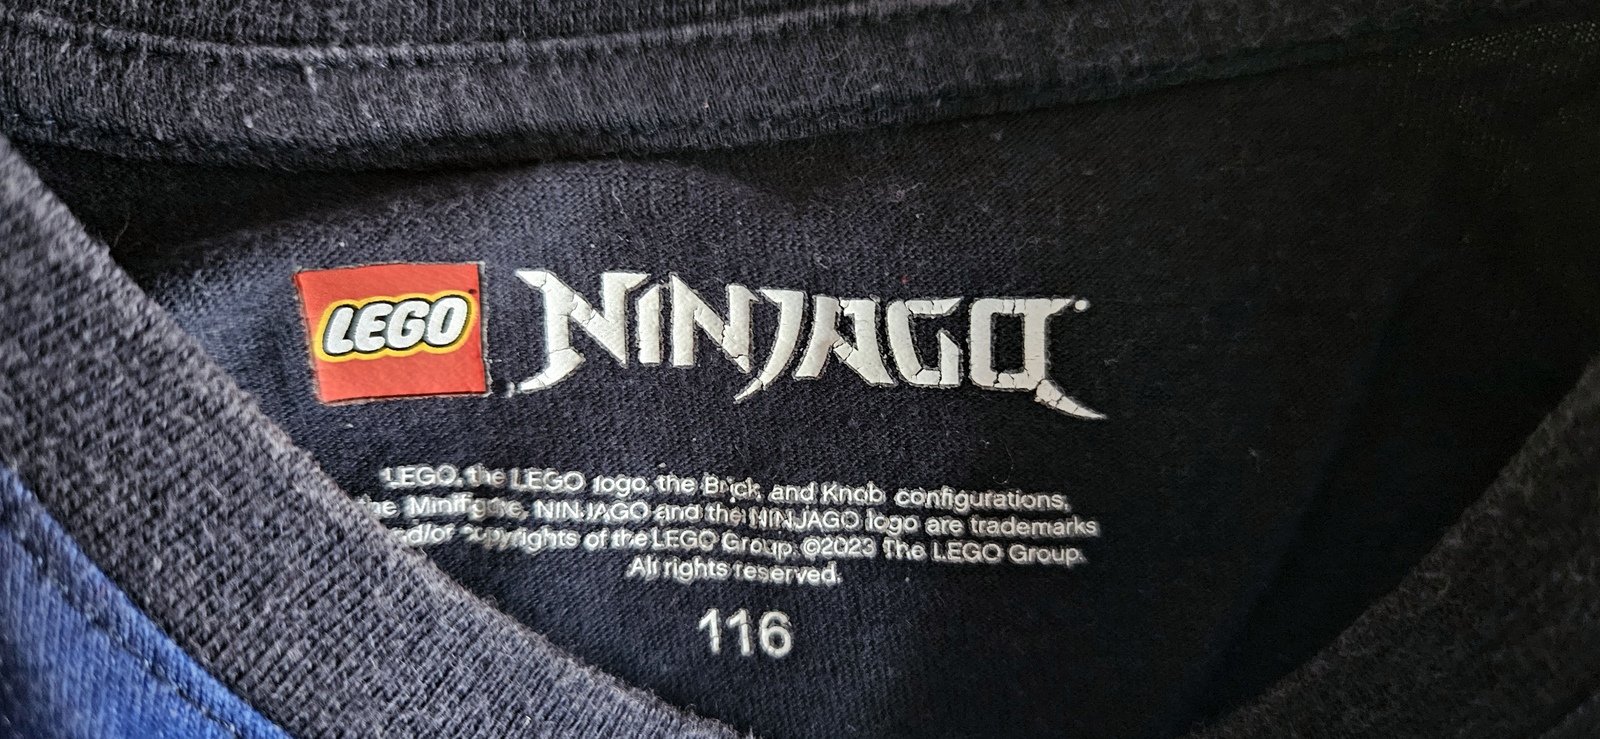 LEGO NINJAGO
LEGO, the LEGO logo, the Brick and Knob configurations,
the Minifigure, NINJAGO and the NINJAGO logo are trademarks
and/or copyrights of the LEGO Group. ©2023 The LEGO Group.
All rights reserved.
116